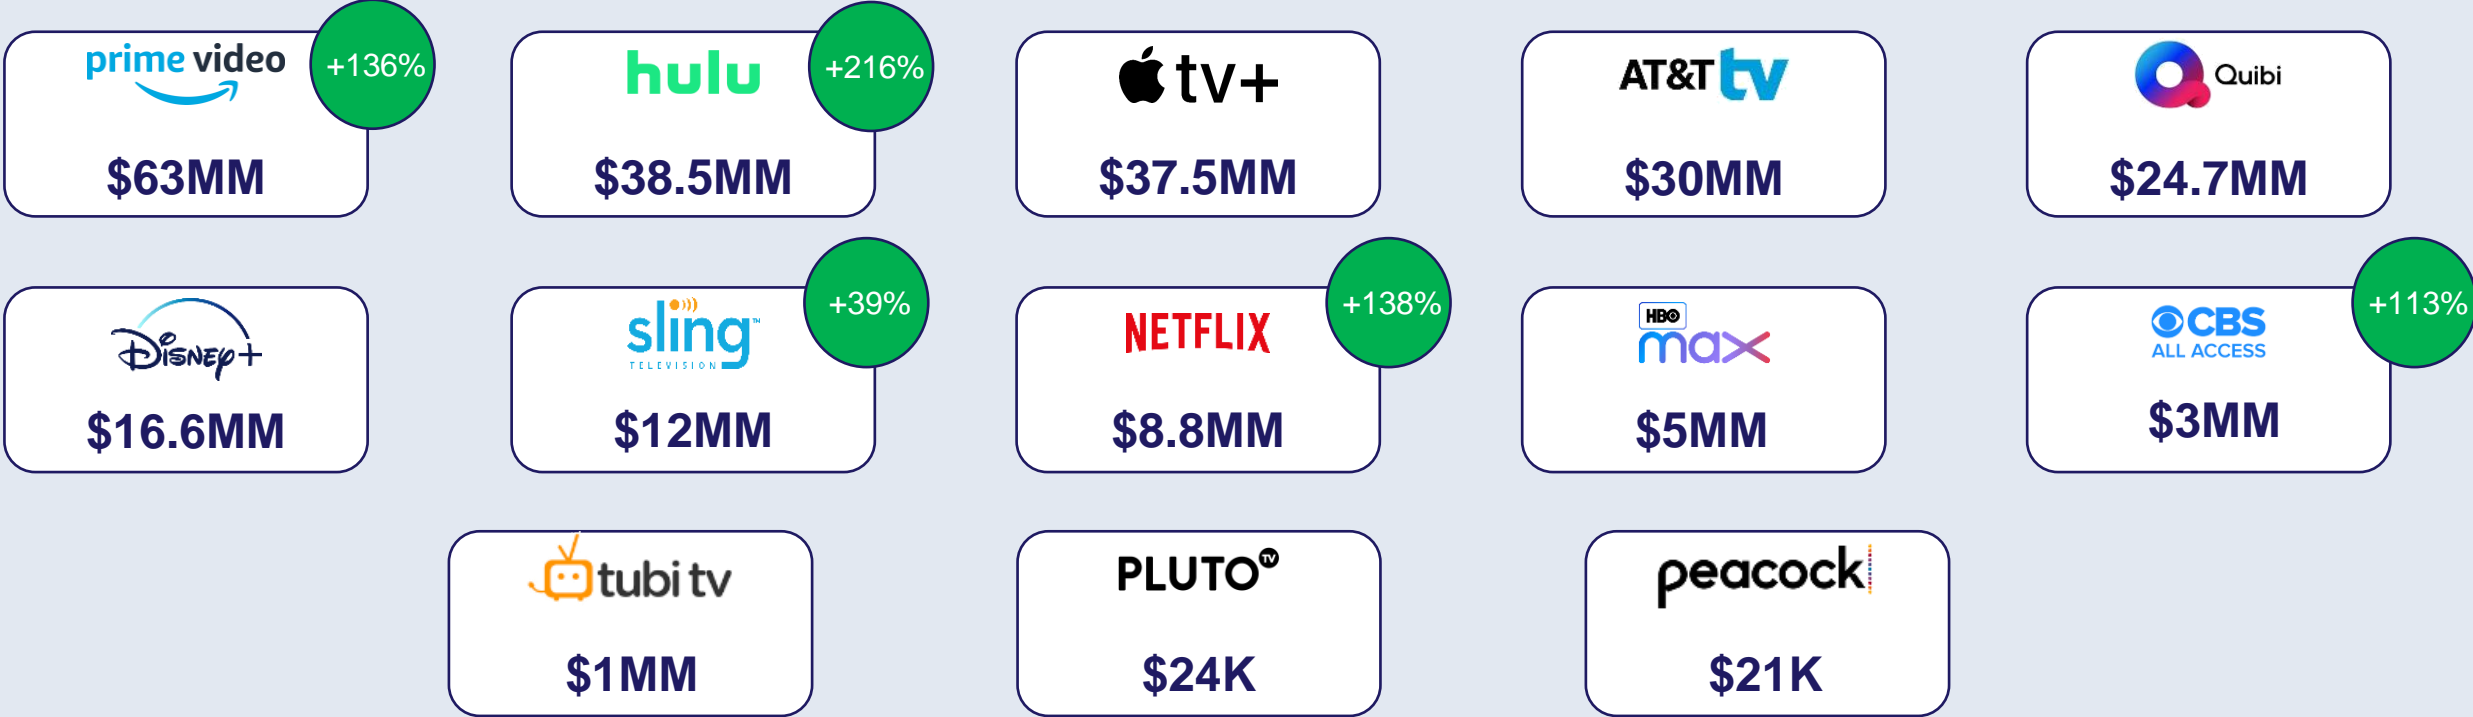 prime video
+136%
$63MM
hulu
+216%
$38.5MM
tv+
$37.5MM
AT&T tv
$30MM
Quibi
$24.7MM
Disney+
$16.6MM
sling™
TELEVISION
+39%
$12MM
NETFLIX
+138%
$8.8MM
HBO
max
$5MM
CBS
ALL ACCESS
+113%
$3MM
tubi tv
$1MM
PLUTO TV
$24K
peacock
$21K